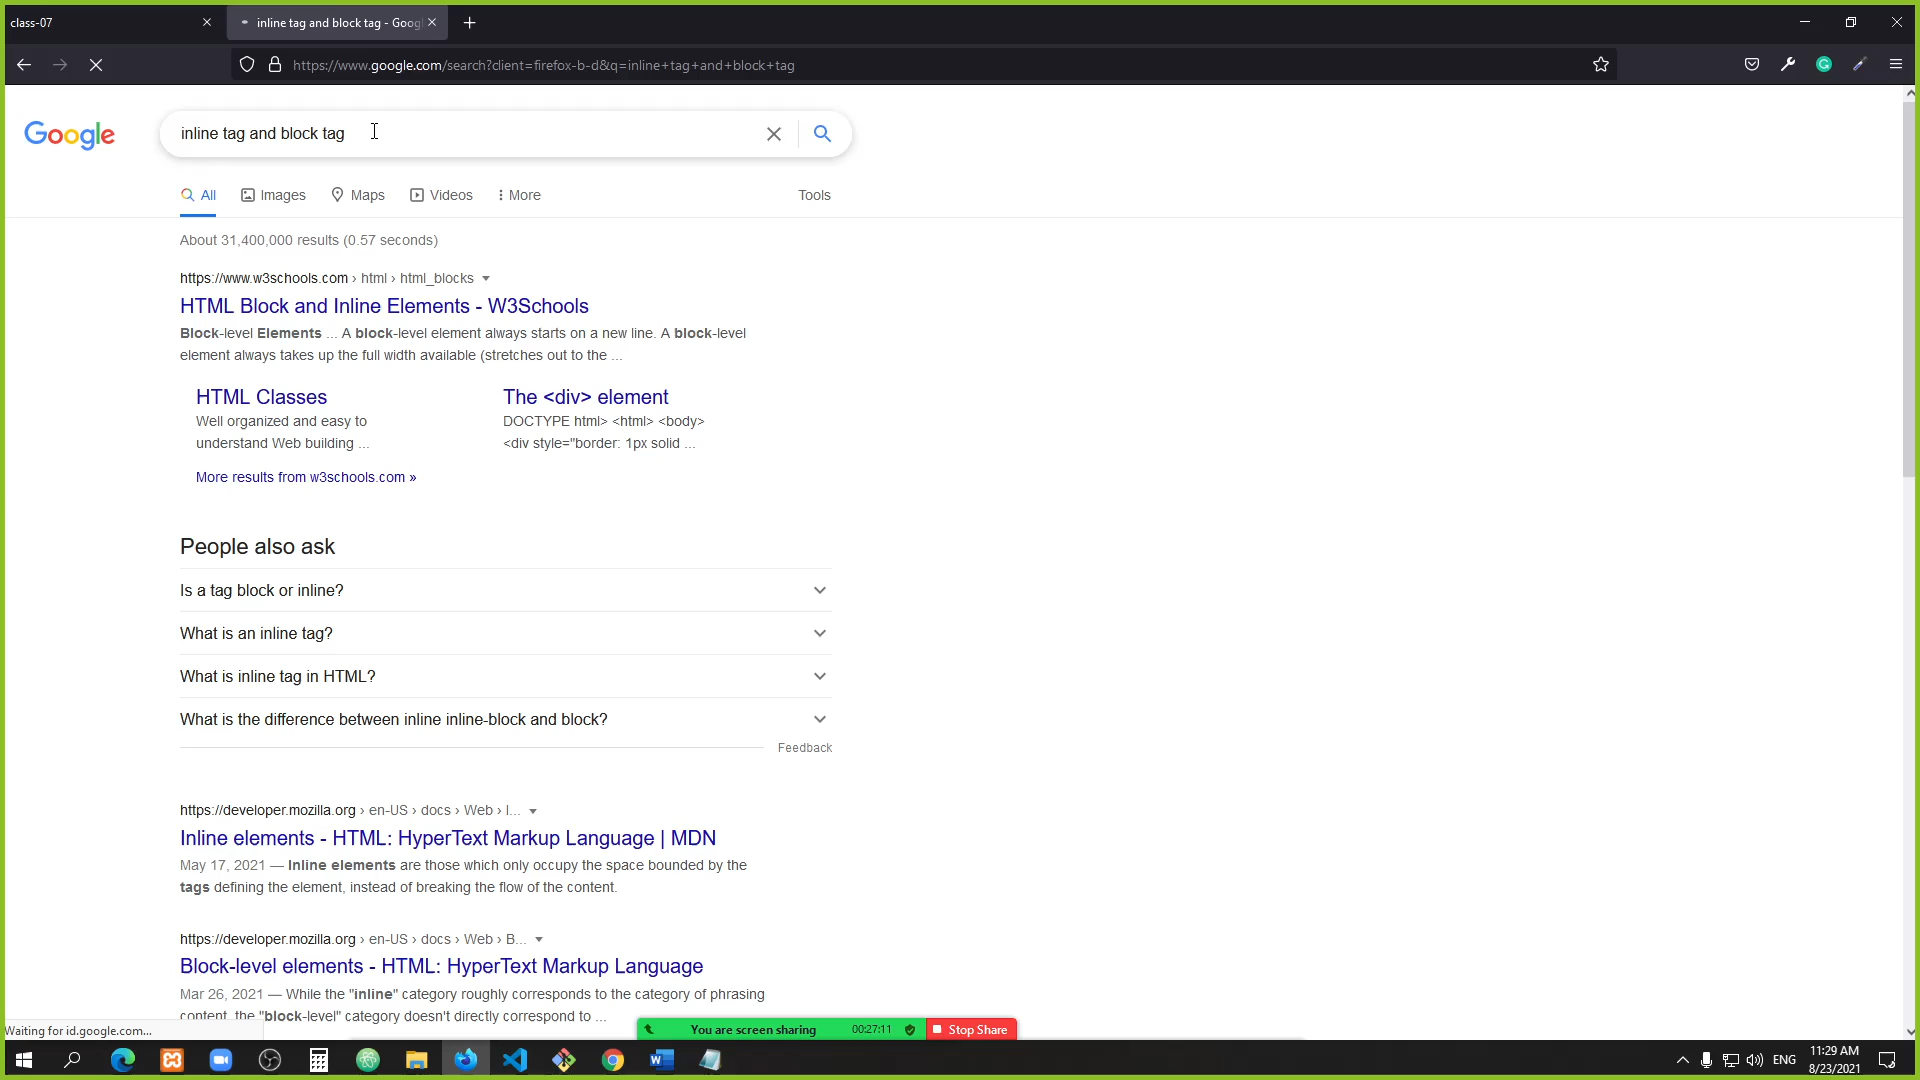 class-07
inline tag and block tag - Goog
https://www.google.com/search?client=firefox-b-d&q=inline+tag+and+block+tag
Google
inline tag and block tag
All
Images
Maps
Videos
More
Tools
About 31,400,000 results (0.57 seconds)
https://www.w3schools.com › html › html_blocks
HTML Block and Inline Elements - W3Schools
Block-level Elements ... A block-level element always starts on a new line. A block-level
element always takes up the full width available (stretches out to the ...
HTML Classes
Well organized and easy to
understand Web building ...
The <div> element
DOCTYPE html> <html> <body>
<div style="border: 1px solid ...
More results from w3schools.com »
People also ask
Is a tag block or inline?
What is an inline tag?
What is inline tag in HTML?
What is the difference between inline inline-block and block?
Feedback
https://developer.mozilla.org › en-US › docs › Web › I...
Inline elements - HTML: HyperText Markup Language | MDN
May 17, 2021 — Inline elements are those which only occupy the space bounded by the
tags defining the element, instead of breaking the flow of the content.
https://developer.mozilla.org › en-US › docs › Web › B...
Block-level elements - HTML: HyperText Markup Language
Mar 26, 2021 — While the "inline" category roughly corresponds to the category of phrasing
content, the "block-level" category doesn't directly correspond to ...
Waiting for id.google.com...
You are screen sharing
00:27:11
Stop Share
ENG
11:29 AM
8/23/2021